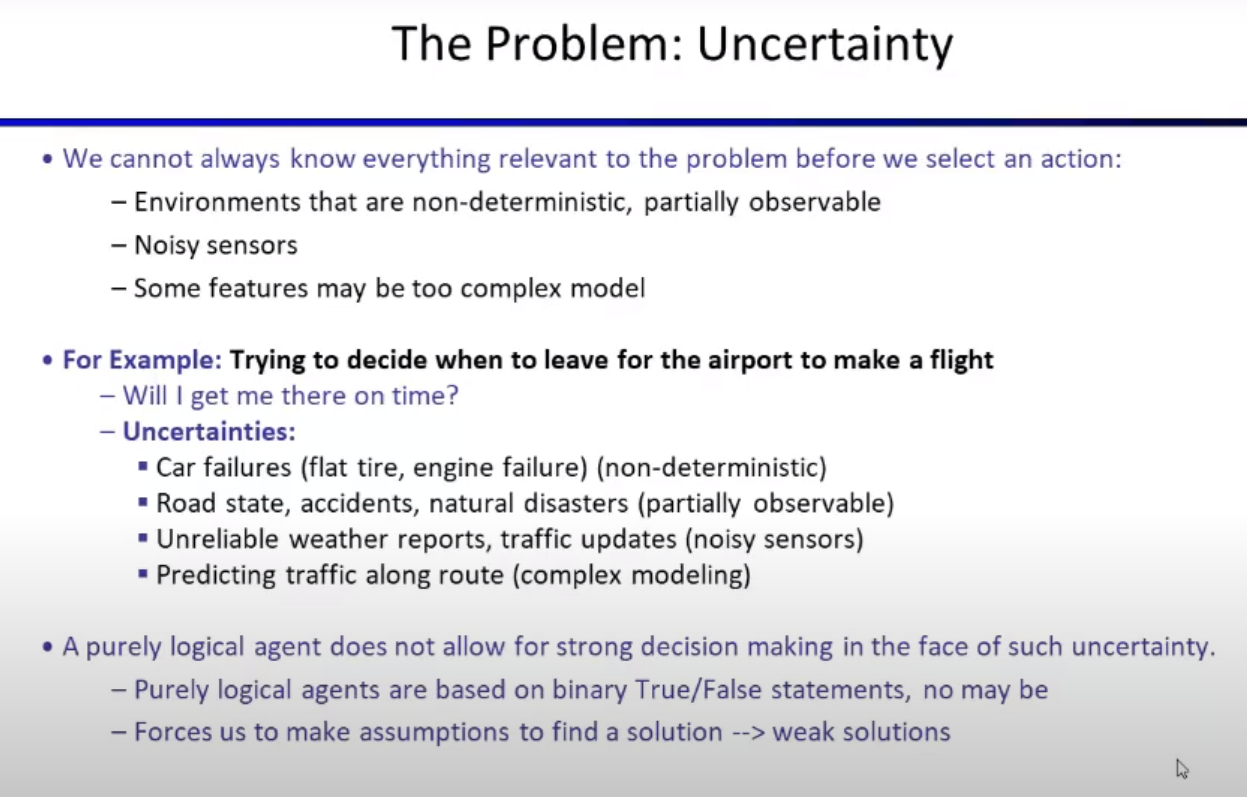 The Problem: Uncertainty
• We cannot always know everything relevant to the problem before we select an action:
– Environments that are non-deterministic, partially observable
– Noisy sensors
– Some features may be too complex model
• For Example: Trying to decide when to leave for the airport to make a flight
– Will I get me there on time?
– Uncertainties:
▪ Car failures (flat tire, engine failure) (non-deterministic)
▪ Road state, accidents, natural disasters (partially observable)
▪ Unreliable weather reports, traffic updates (noisy sensors)
▪ Predicting traffic along route (complex modeling)
• A purely logical agent does not allow for strong decision making in the face of such uncertainty.
– Purely logical agents are based on binary True/False statements, no may be
– Forces us to make assumptions to find a solution --> weak solutions